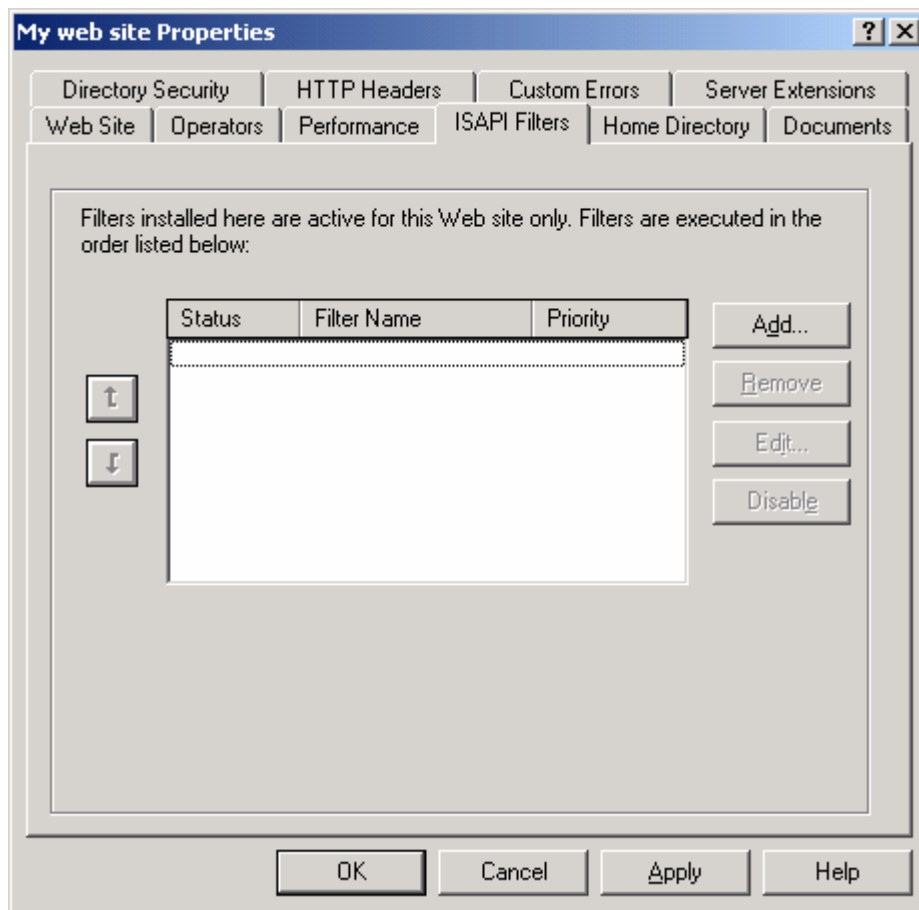 My web site Properties
Directory Security HTTP Headers Custom Errors Server Extensions
Web Site Operators Performance ISAPI Filters Home Directory Documents
Filters installed here are active for this Web site only. Filters are executed in the
order listed below:
Status Filter Name Priority
Add...
Remove
Edit...
Disable
OK Cancel Apply Help